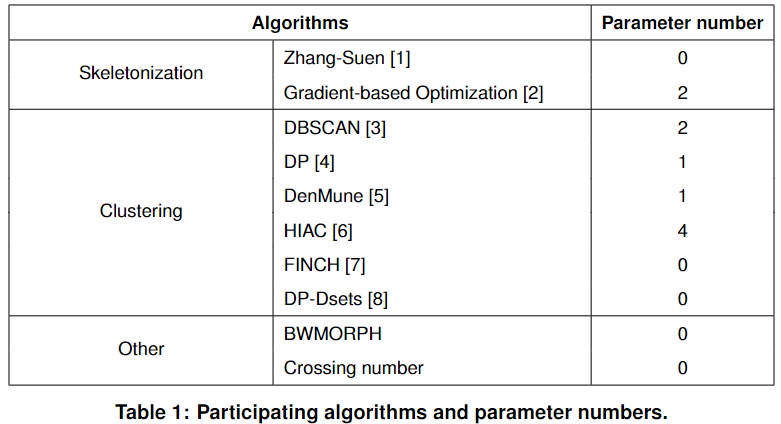 Algorithms Parameter number
Skeletonization
Zhang-Suen [1] 0
Gradient-based Optimization [2] 2
Clustering
DBSCAN [3] 2
DP [4] 1
DenMune [5] 1
HIAC [6] 4
FINCH [7] 0
DP-Dsets [8] 0
Other
BWMORPH 0
Crossing number 0
Table 1: Participating algorithms and parameter numbers.